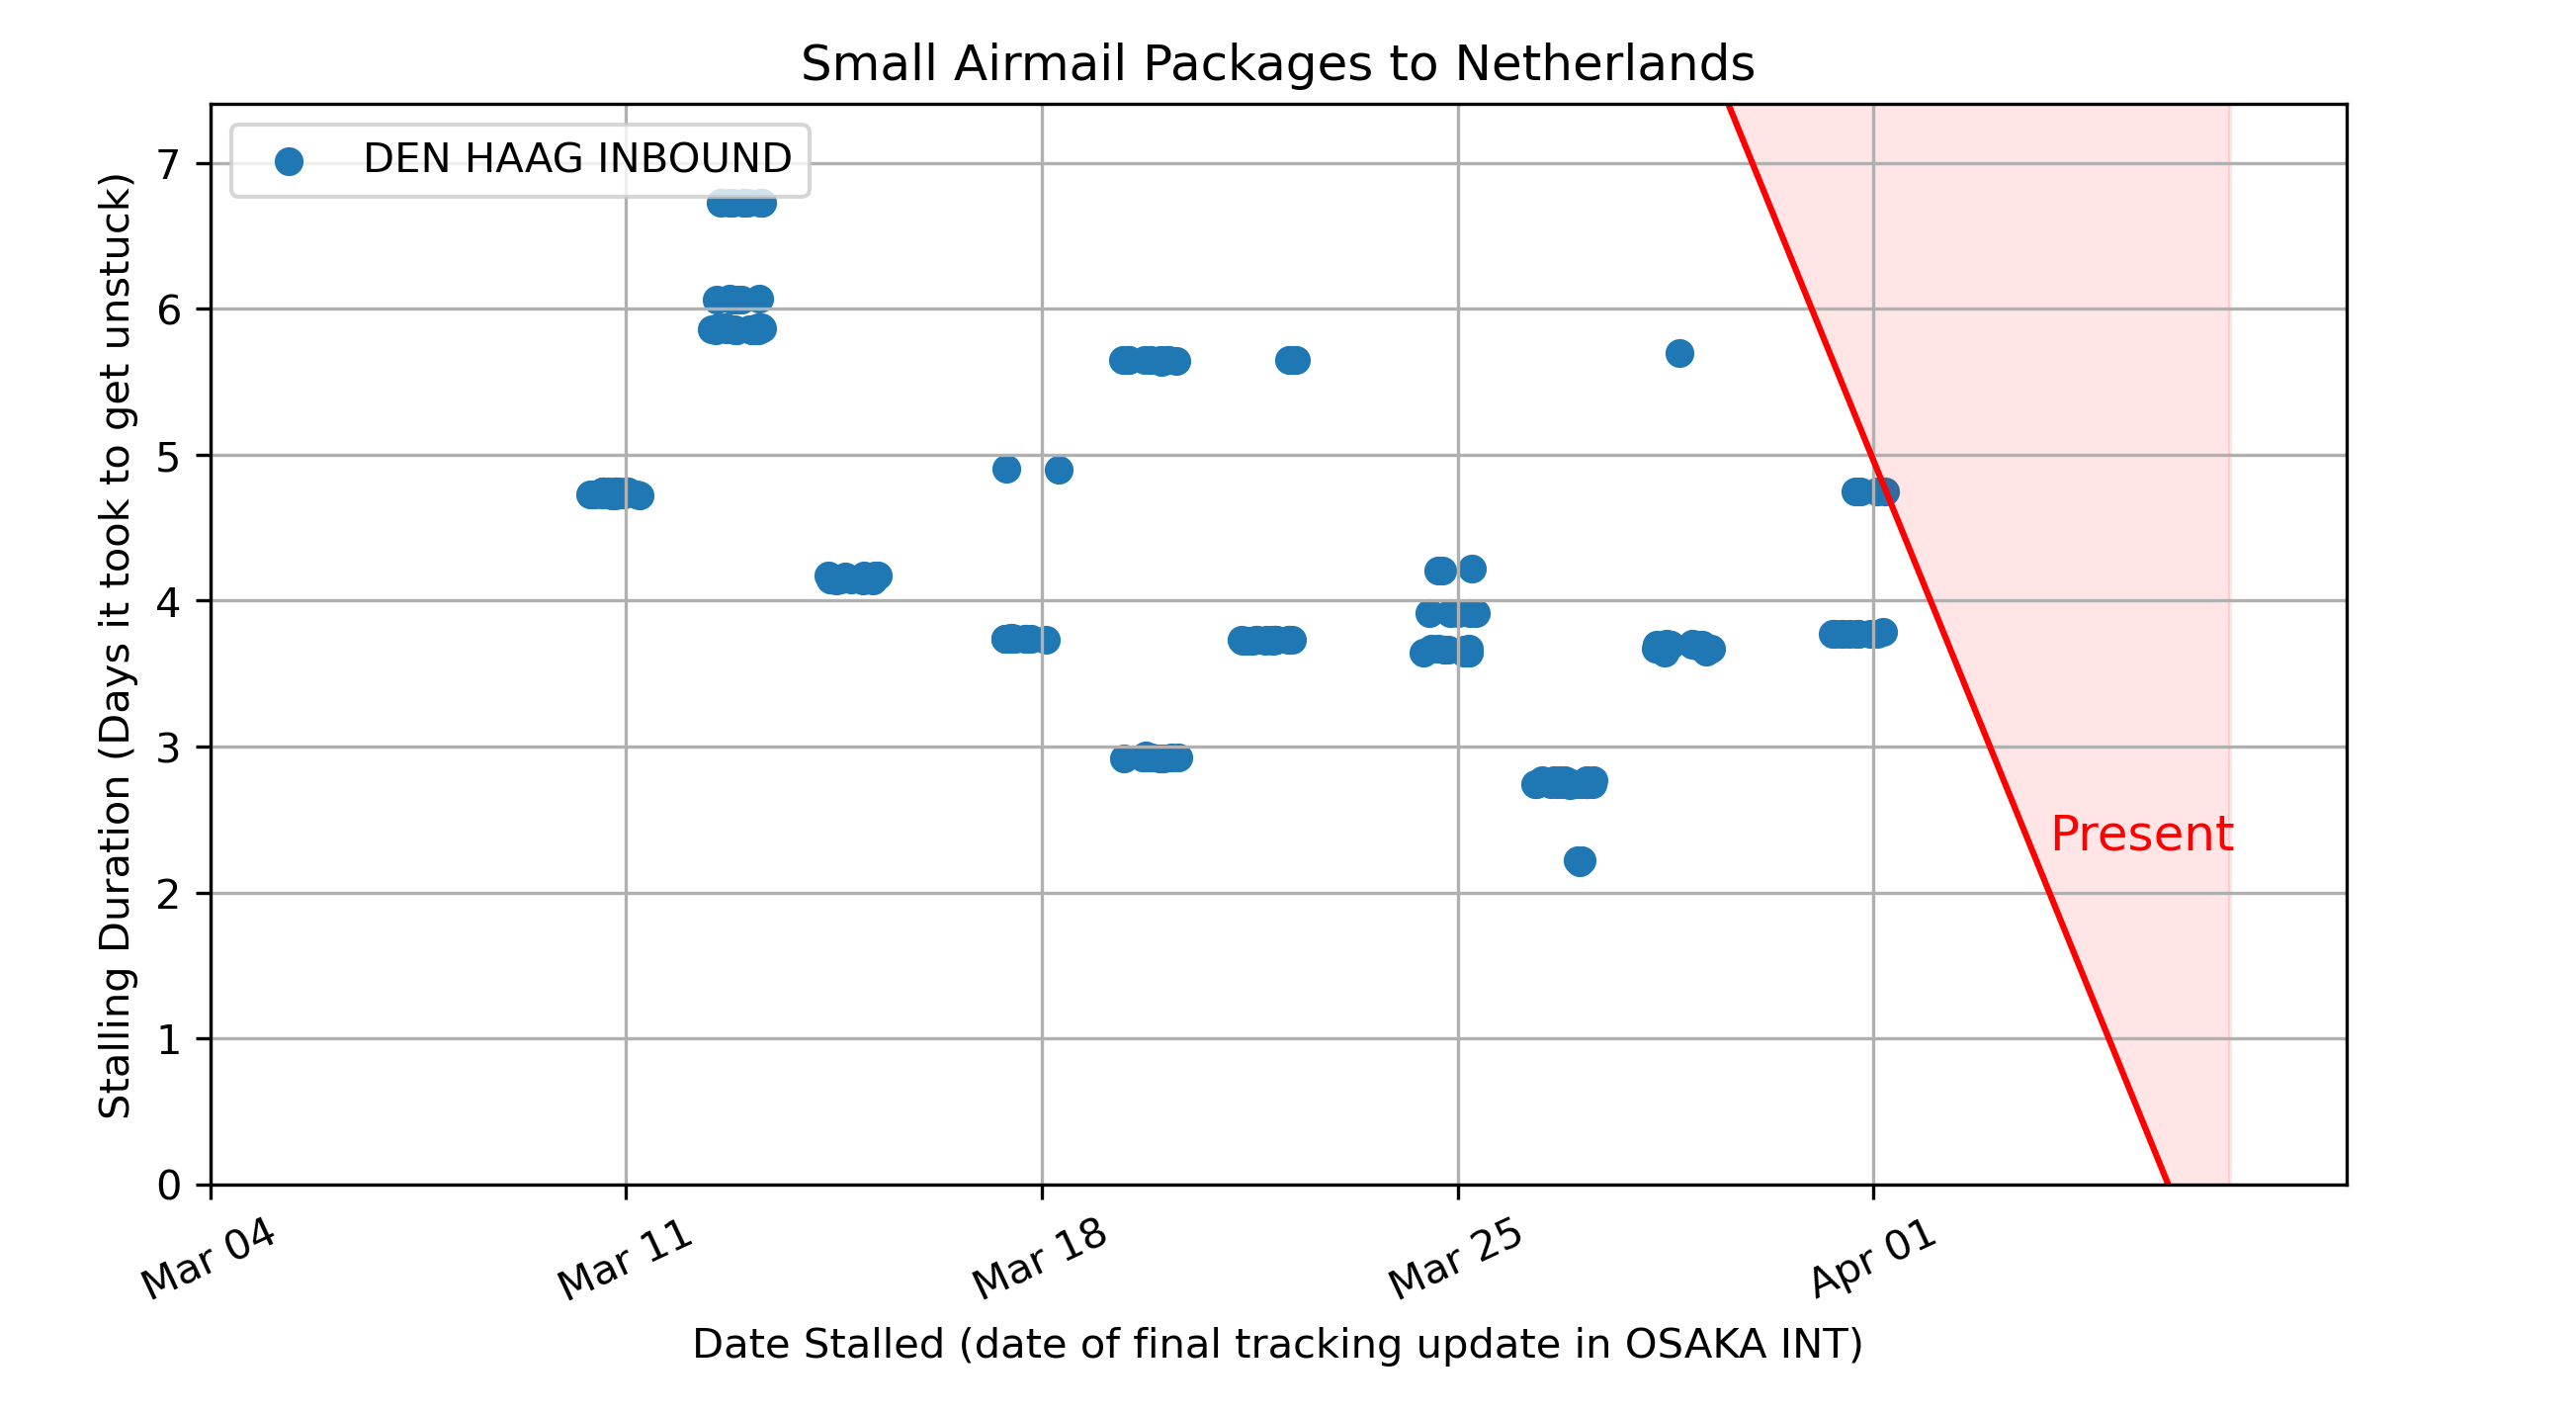 Small Airmail Packages to Netherlands
DEN HAAG INBOUND
Stalling Duration (Days it took to get unstuck)
7
6
5
4
3
2
1
0
Present
Mar 04
Mar 11
Mar 18
Mar 25
Apr 01
Date Stalled (date of final tracking update in OSAKA INT)